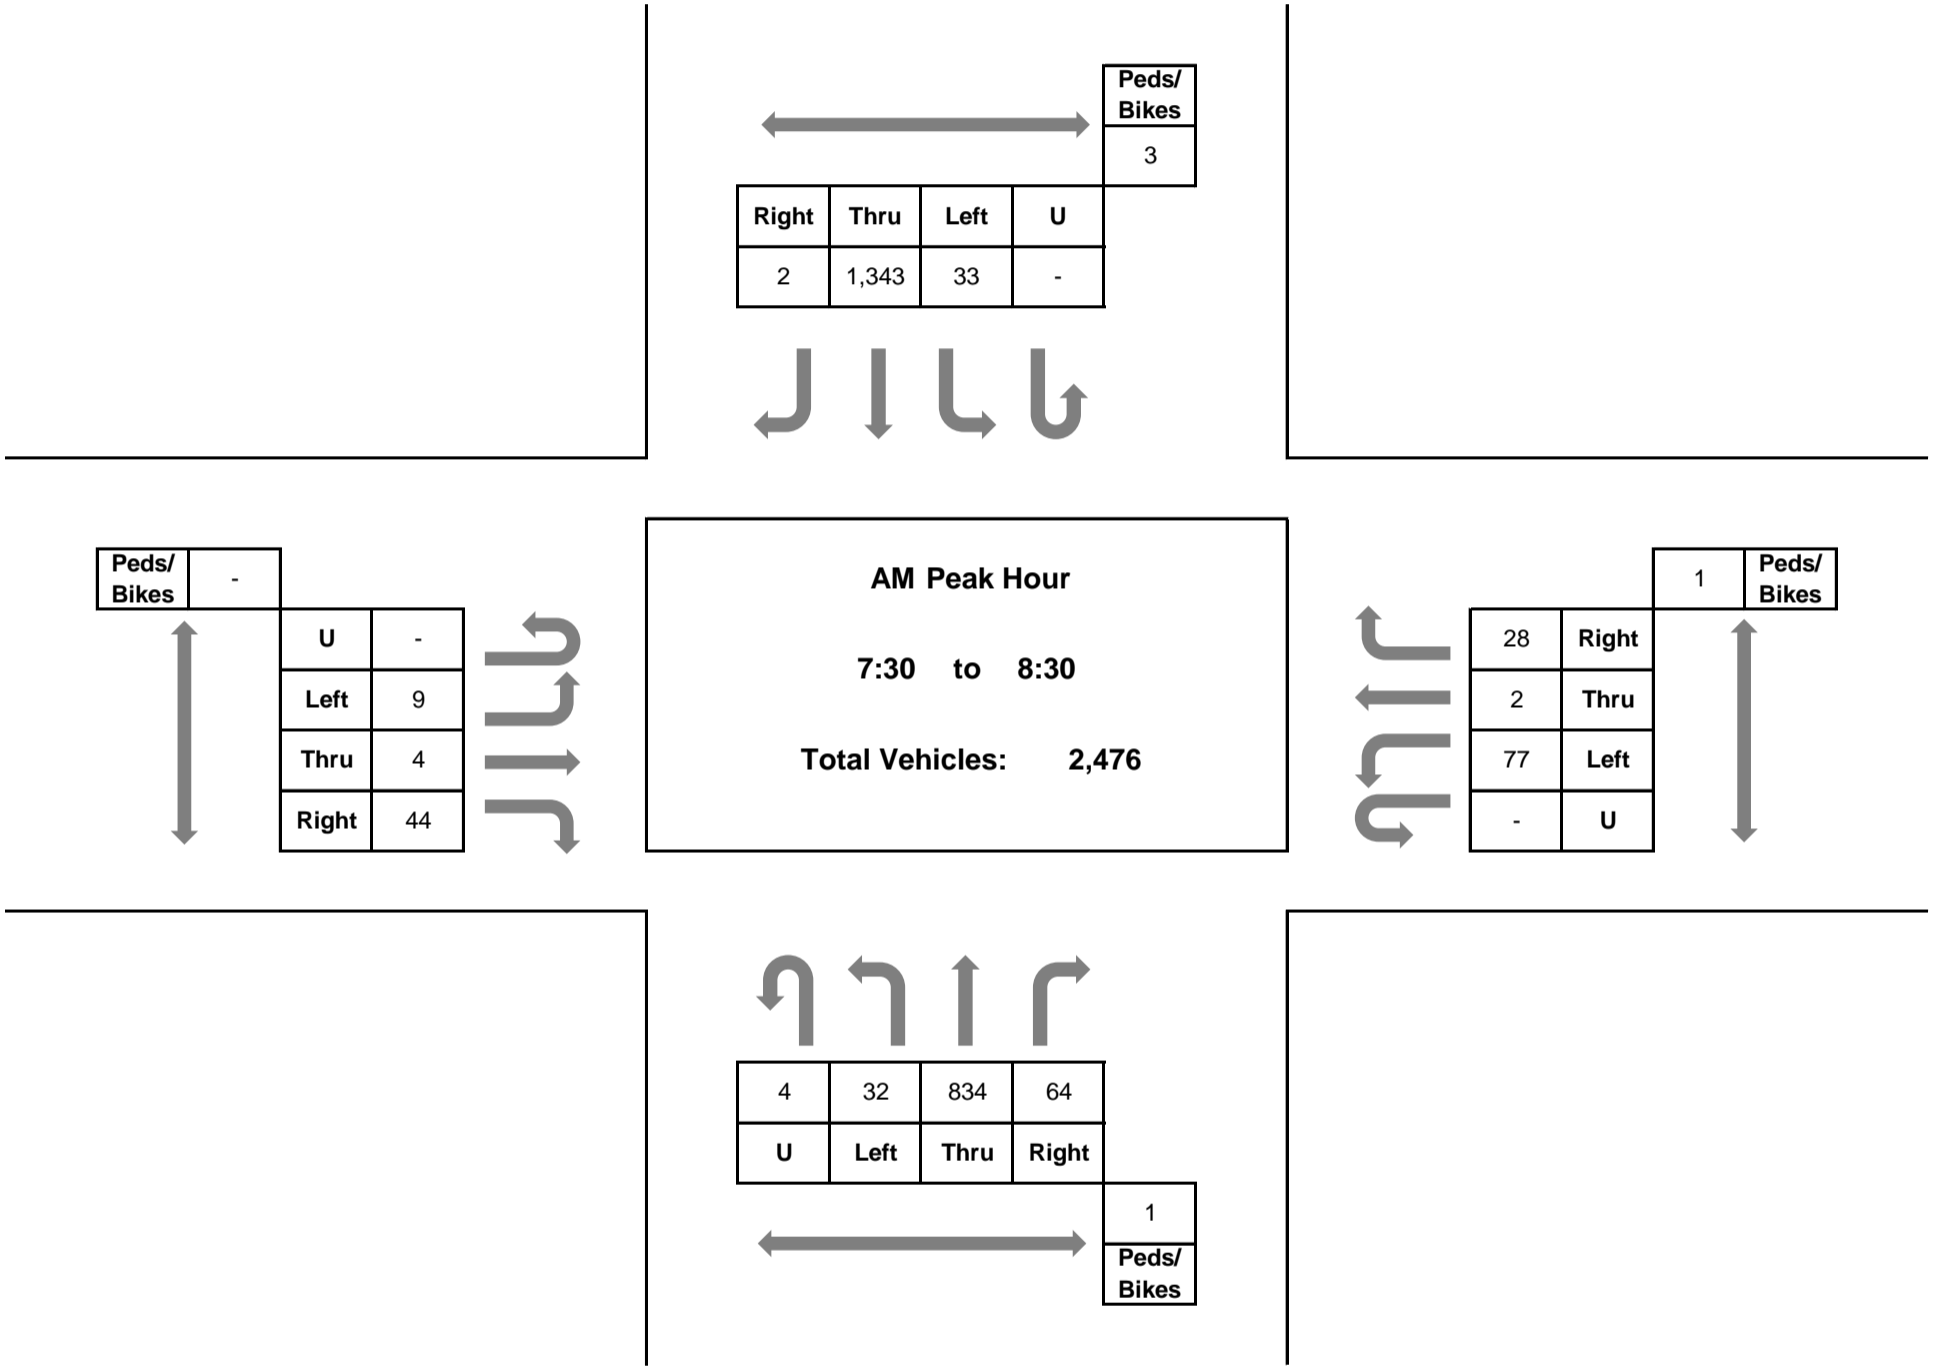 Peds/
Bikes
3
Right Thru Left U
2 1,343 33 -
Peds/
Bikes
-
U -
Left 9
Thru 4
Right 44
AM Peak Hour
7:30 to 8:30
Total Vehicles: 2,476
1 Peds/
Bikes
28 Right
2 Thru
77 Left
- U
4 32 834 64
U Left Thru Right
1
Peds/
Bikes